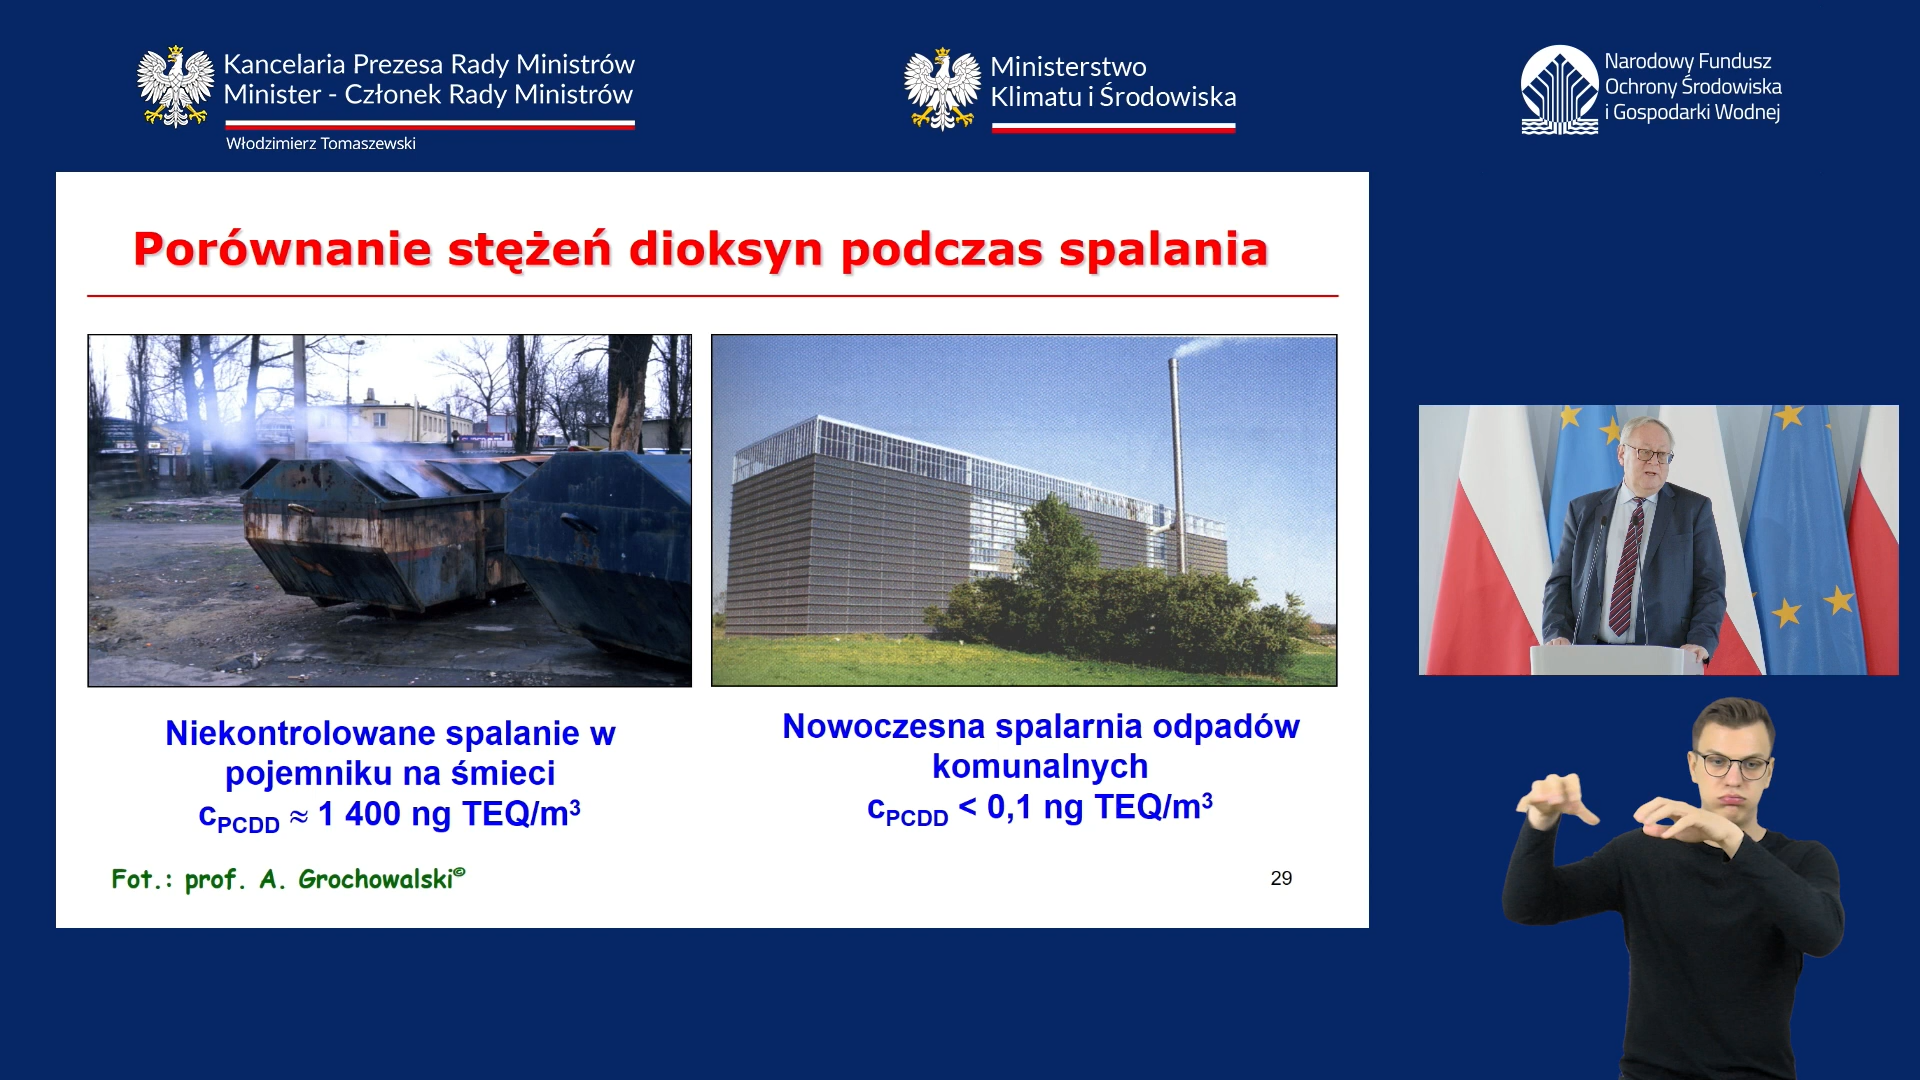 Kancelaria Prezesa Rady Ministrów
Minister - Członek Rady Ministrów
Włodzimierz Tomaszewski
Ministerstwo
Klimatu i Środowiska
Narodowy Fundusz
Ochrony Środowiska
i Gospodarki Wodnej
Porównanie stężeń dioksyn podczas spalania
Niekontrolowane spalanie w
pojemniku na śmieci
cPCDD ≈ 1 400 ng TEQ/m³
Nowoczesna spalarnia odpadów
komunalnych
cPCDD < 0,1 ng TEQ/m³
Fot.: prof. A. Grochowalski©
29